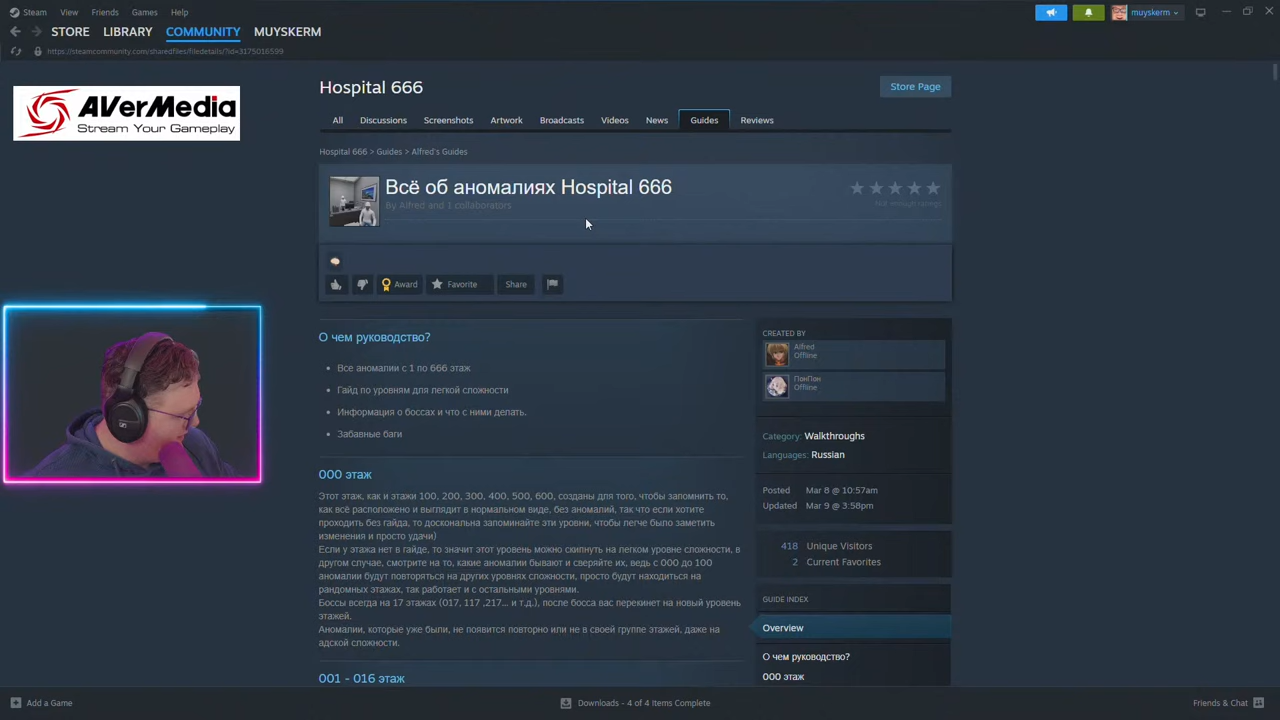 Steam View Friends Games Help
muyskerm
STORE LIBRARY COMMUNITY MUYSKERM
https://steamcommunity.com/sharedfiles/filedetails/?id=3175016599
AVerMedia
Stream Your Gameplay
Hospital 666
Store Page
All Discussions Screenshots Artwork Broadcasts Videos News Guides Reviews
Hospital 666 > Guides > Alfred's Guides
Всё об аномалиях Hospital 666
By Alfred and 1 collaborators
Not enough ratings
Award Favorite Share
О чем руководство?
Все аномалии с 1 по 666 этаж
Гайд по уровням для легкой сложности
Информация о боссах и что с ними делать.
Забавные баги
000 этаж
Этот этаж, как и этажи 100, 200, 300, 400, 500, 600, созданы для того, чтобы запомнить то,
как всё расположено и выглядит в нормальном виде, без аномалий, так что если хотите
проходить без гайда, то доскональна запоминайте эти уровни, чтобы легче было заметить
изменения и просто удачи)
Если у этажа нет в гайде, то значит этот уровень можно скипнуть на легком уровне сложности, в
другом случае, смотрите на то, какие аномалии бывают и сверяйте их, ведь с 000 до 100
аномалии будут повторяться на других уровнях сложности, просто будут находиться на
рандомных этажах, так работает и с остальными уровнями.
Боссы всегда на 17 этажах (017, 117 ,217... и т.д.), после босса вас перекинет на новый уровень
этажей.
Аномалии, которые уже были, не появится повторно или не в своей группе этажей, даже на
адской сложности.
001 - 016 этаж
CREATED BY
Alfred
Offline
ПонПон
Offline
Category: Walkthroughs
Languages: Russian
Posted Mar 8 @ 10:57am
Updated Mar 9 @ 3:58pm
418 Unique Visitors
2 Current Favorites
GUIDE INDEX
Overview
О чем руководство?
000 этаж
Add a Game
Downloads - 4 of 4 Items Complete
Friends & Chat